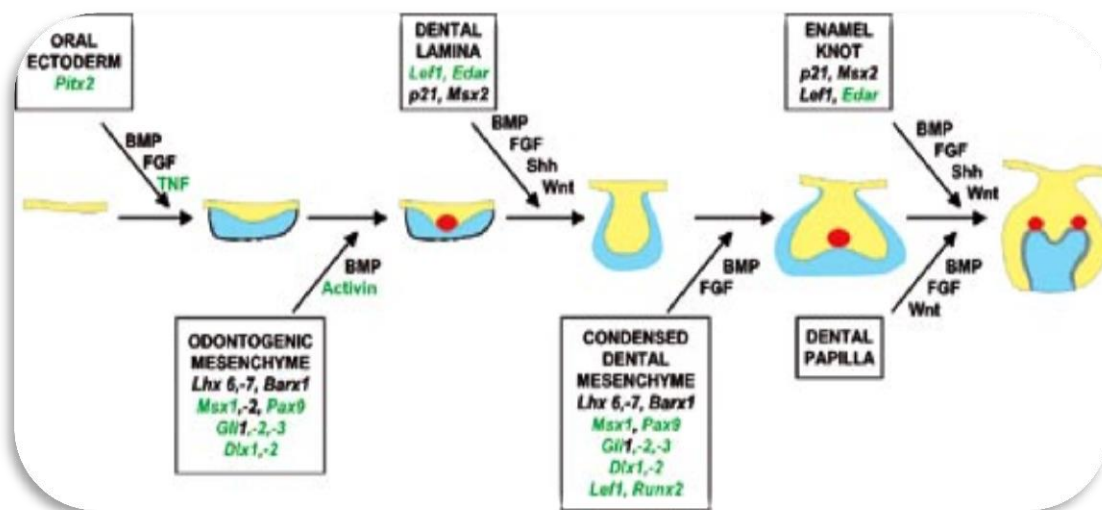 ORAL
ECTODERM
Pitx2
BMP
FGF
TNF
DENTAL
LAMINA
Lef1, Edar
p21, Msx2
BMP
FGF
Shh
Wnt
ENAMEL
KNOT
p21, Msx2
Lef1, Edar
BMP
FGF
Shh
Wnt
BMP
Activin
ODONTOGENIC
MESENCHYME
Lhx 6,-7, Barx1
Msx1,-2, Pax9
Gli1,-2,-3
Dlx1,-2
BMP
FGF
CONDENSED
DENTAL
MESENCHYME
Lhx 6,-7, Barx1
Msx1, Pax9
Gli1,-2,-3
Dlx1,-2
Lef1, Runx2
BMP
FGF
Wnt
DENTAL
PAPILLA